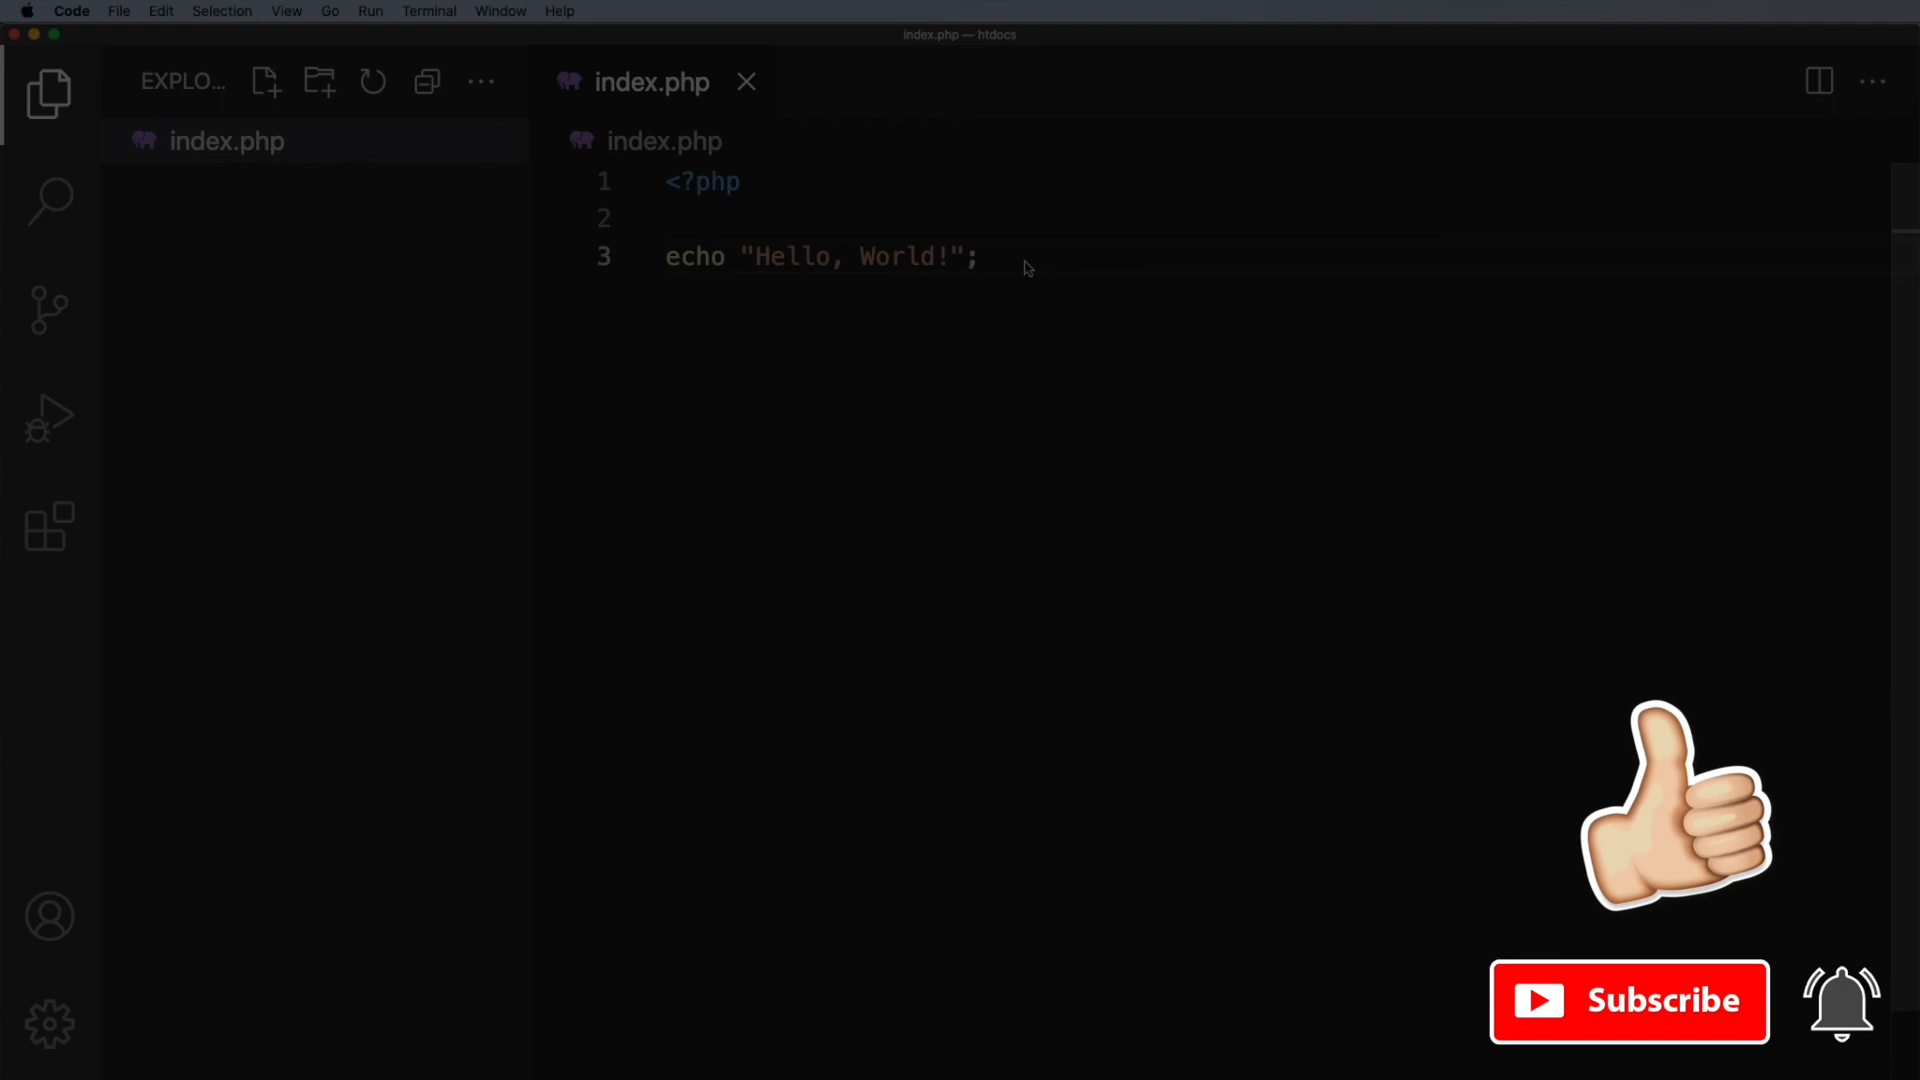 Code File Edit Selection View Go Run Terminal Window Help
index.php — htdocs
EXPLO...
index.php
index.php
index.php
1 <?php
2
3 echo "Hello, World!";
Subscribe